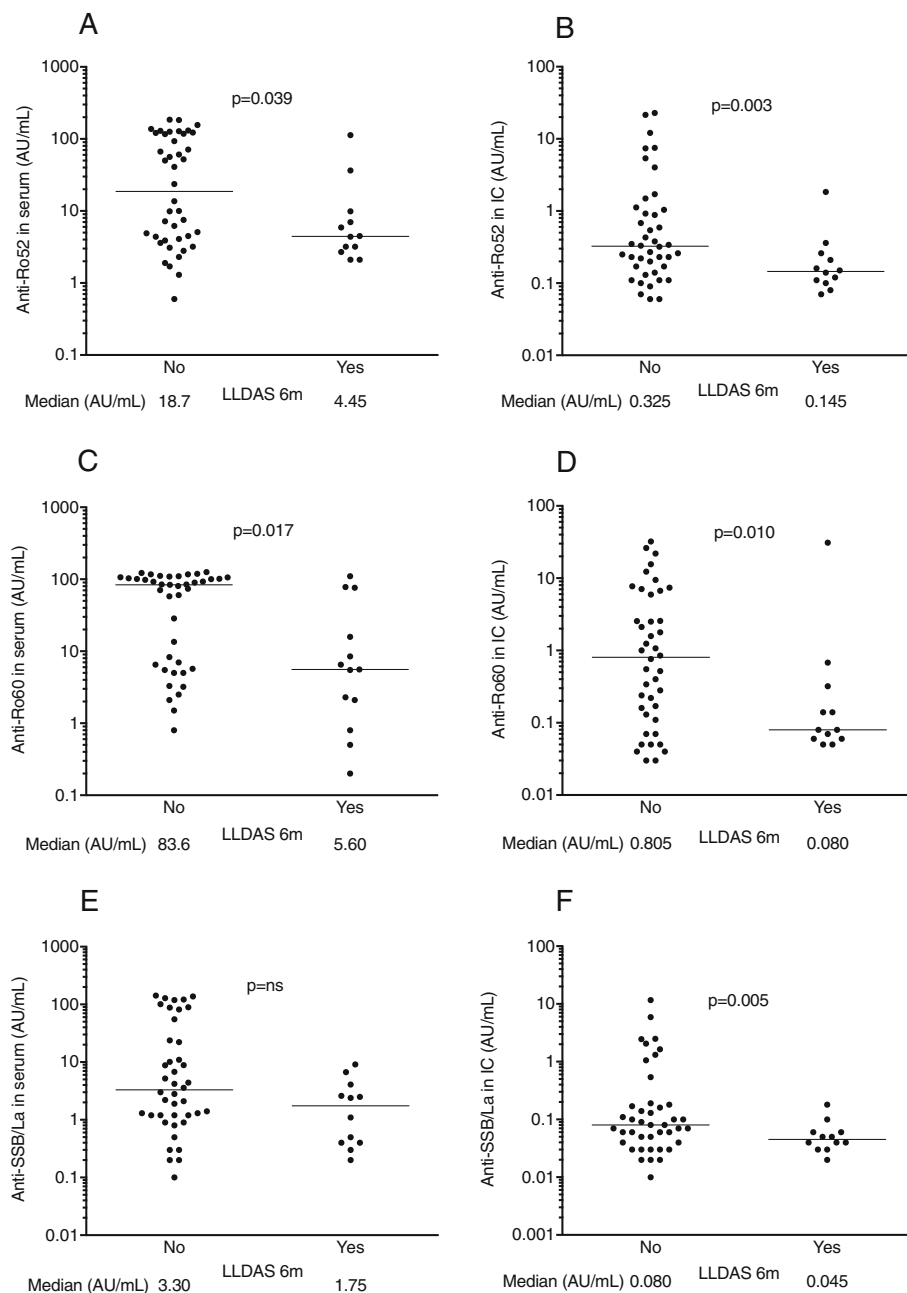 A
1000
100
10
1
0.1
Anti-Ro52 in serum (AU/mL)
p=0.039
No
Yes
LLDAS 6m
Median (AU/mL) 18.7 4.45
B
100
10
1
0.1
0.01
Anti-Ro52 in IC (AU/mL)
p=0.003
No
Yes
LLDAS 6m
Median (AU/mL) 0.325 0.145
C
1000
100
10
1
0.1
Anti-Ro60 in serum (AU/mL)
p=0.017
No
Yes
LLDAS 6m
Median (AU/mL) 83.6 5.60
D
100
10
1
0.1
0.01
Anti-Ro60 in IC (AU/mL)
p=0.010
No
Yes
LLDAS 6m
Median (AU/mL) 0.805 0.080
E
1000
100
10
1
0.1
0.01
Anti-SSB/La in serum (AU/mL)
p=ns
No
Yes
LLDAS 6m
Median (AU/mL) 3.30 1.75
F
100
10
1
0.1
0.01
0.001
Anti-SSB/La in IC (AU/mL)
p=0.005
No
Yes
LLDAS 6m
Median (AU/mL) 0.080 0.045